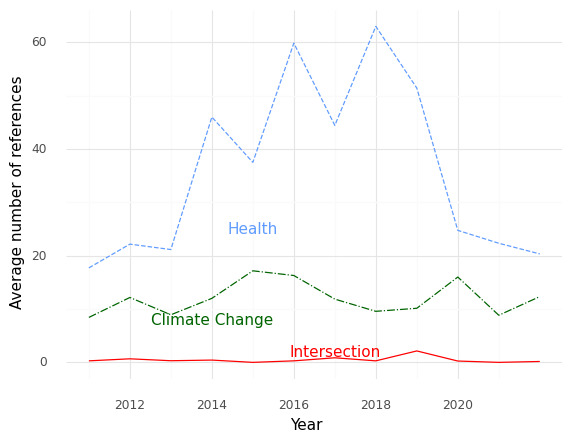 Average number of references
60
40
20
0
Health
Climate Change
Intersection
2012 2014 2016 2018 2020
Year